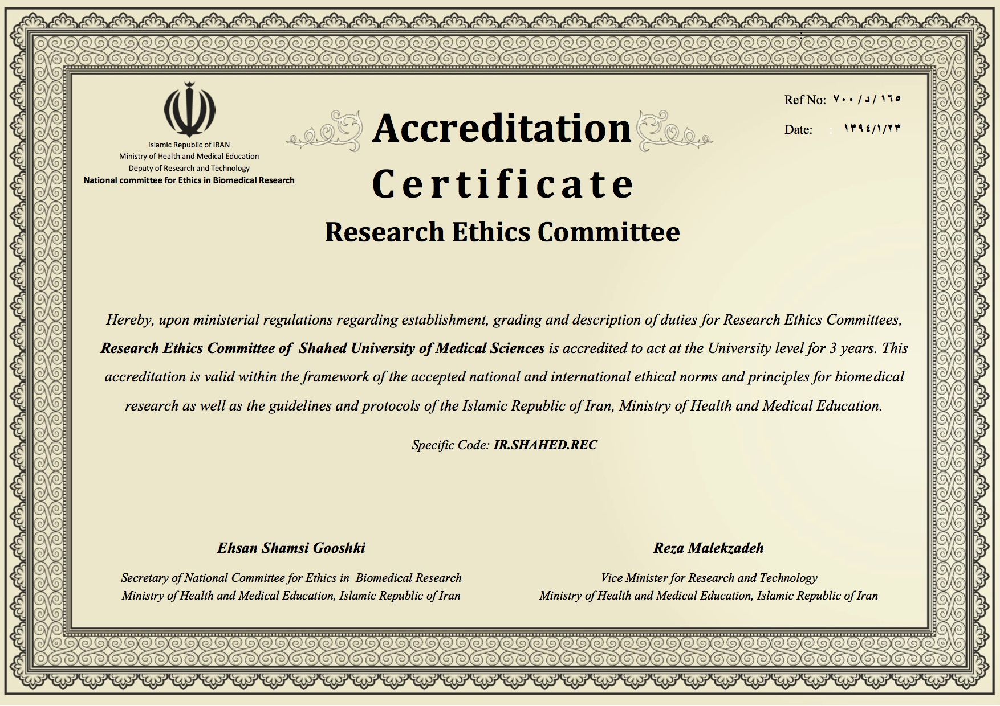 Islamic Republic of IRAN
Ministry of Health and Medical Education
Deputy of Research and Technology
National committee for Ethics in Biomedical Research
Ref No: ٧٠٠ / د/ ١٦٥
Date: : ١٣٩٤/١/٢٣
Accreditation
Certificate
Research Ethics Committee
Hereby, upon ministerial regulations regarding establishment, grading and description of duties for Research Ethics Committees,
Research Ethics Committee of Shahed University of Medical Sciences is accredited to act at the University level for 3 years. This
accreditation is valid within the framework of the accepted national and international ethical norms and principles for biomedical
research as well as the guidelines and protocols of the Islamic Republic of Iran, Ministry of Health and Medical Education.
Specific Code: IR.SHAHED.REC
Ehsan Shamsi Gooshki
Secretary of National Committee for Ethics in Biomedical Research
Ministry of Health and Medical Education, Islamic Republic of Iran
Reza Malekzadeh
Vice Minister for Research and Technology
Ministry of Health and Medical Education, Islamic Republic of Iran